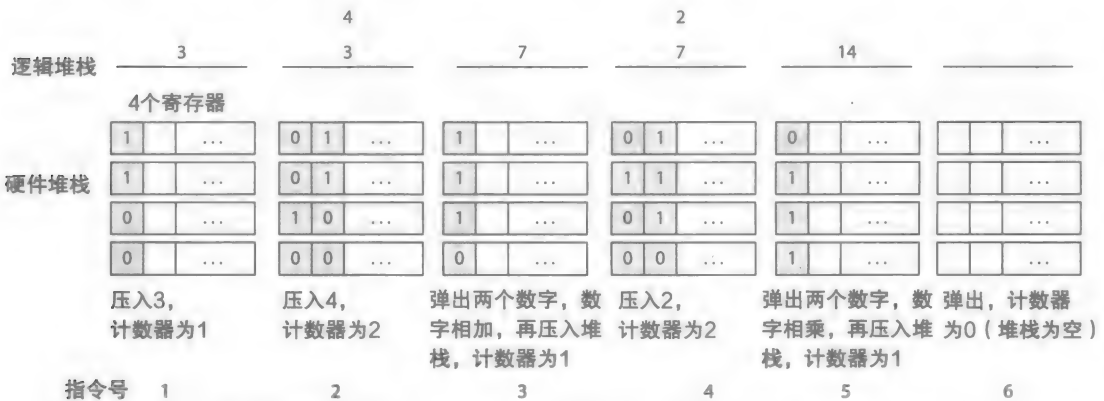 4 2
逻辑堆栈 3 3 7 7 14
4个寄存器
1 ... 0 1 ... 1 ... 0 1 ... 0 ... ...
硬件堆栈 1 ... 0 1 ... 1 ... 1 1 ... 1 ... ...
0 ... 1 0 ... 1 ... 0 1 ... 1 ... ...
0 ... 0 0 ... 0 ... 0 0 ... 1 ... ...
压入3, 压入4, 弹出两个数字,数 压入2, 弹出两个数字,数 弹出,计数器
计数器为1 计数器为2 字相加,再压入堆 计数器为2 字相乘,再压入堆 为0(堆栈为空)
栈,计数器为1 栈,计数器为1
指令号 1 2 3 4 5 6